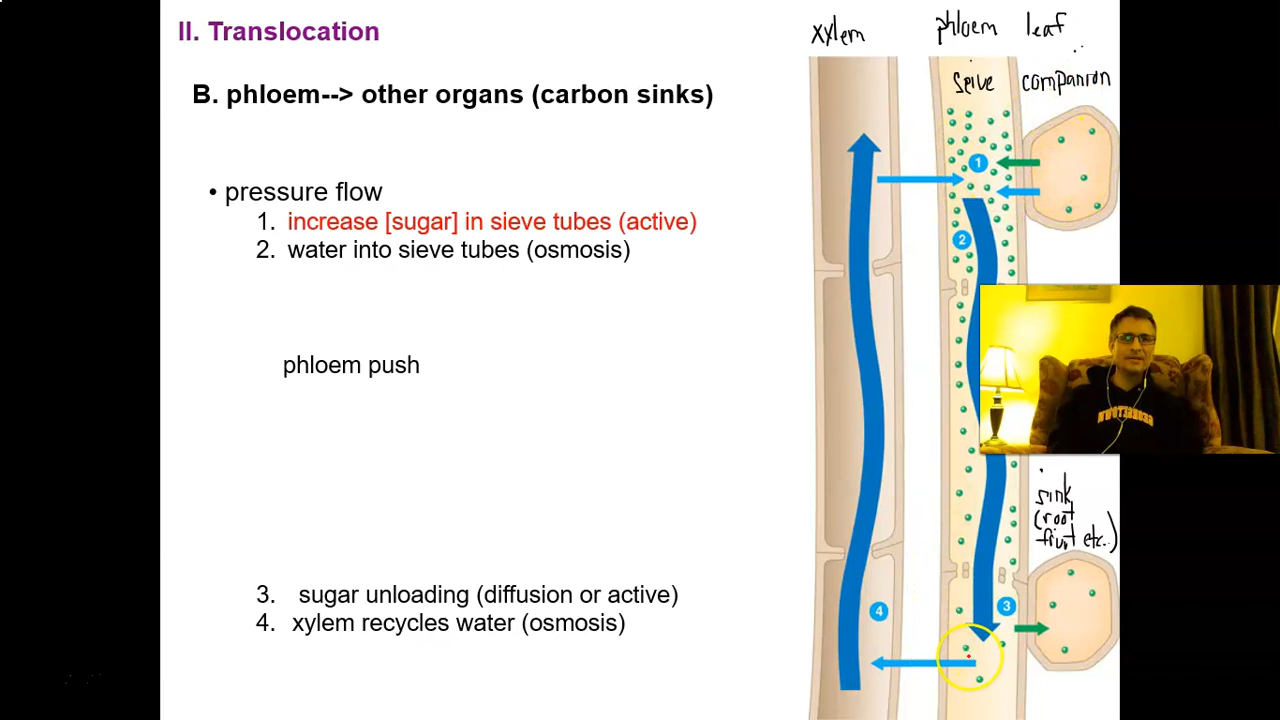 II. Translocation
B. phloem--> other organs (carbon sinks)
• pressure flow
1. increase [sugar] in sieve tubes (active)
2. water into sieve tubes (osmosis)
phloem push
3. sugar unloading (diffusion or active)
4. xylem recycles water (osmosis)
xylem
phloem
leaf
seive
companion
1
2
3
4
sink
(root
fruit etc..)